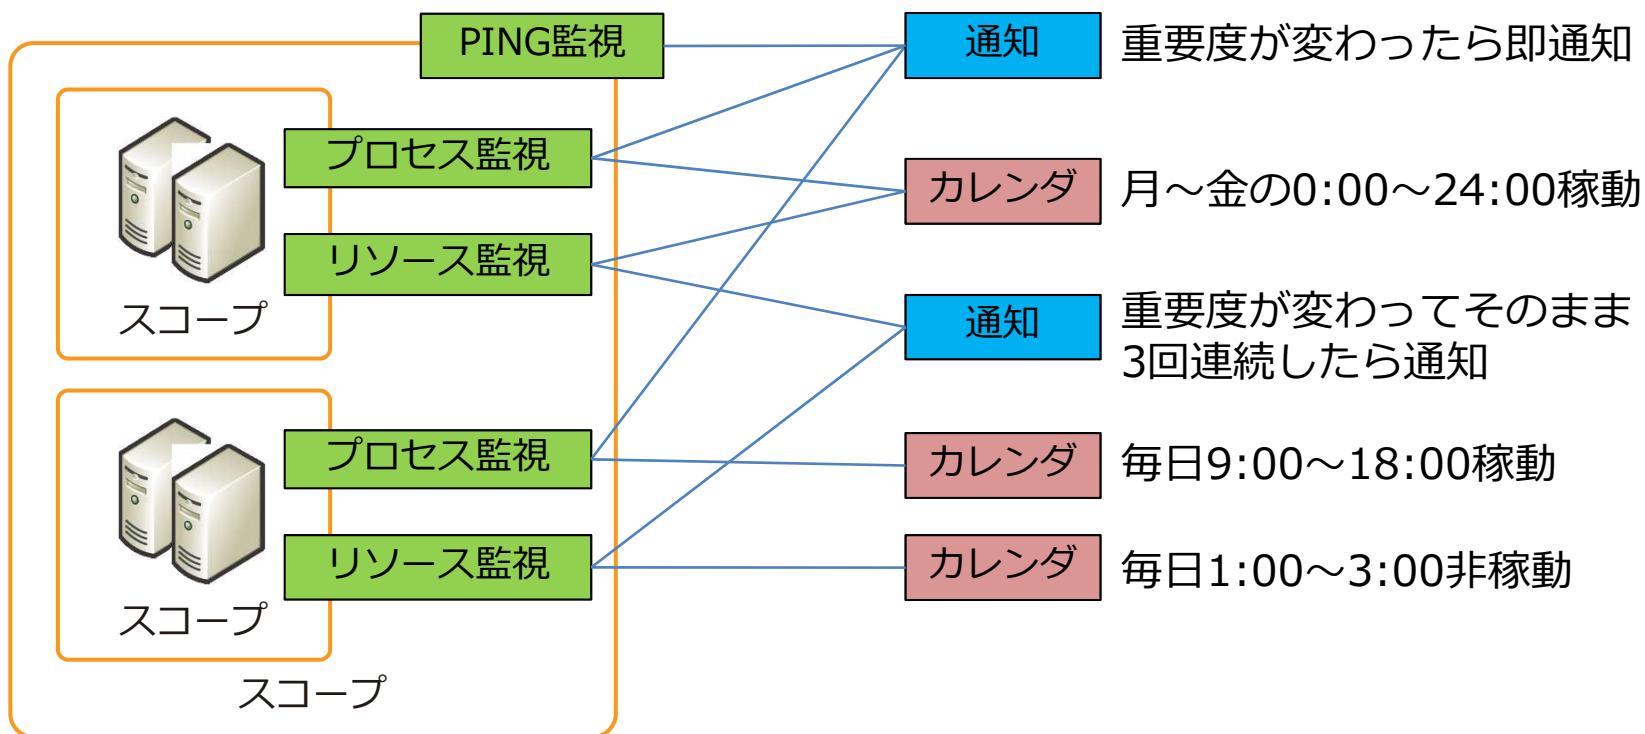 PING監視
通知
重要度が変わったら即通知
プロセス監視
カレンダ
月～金の0:00～24:00稼動
リソース監視
スコープ
通知
重要度が変わってそのまま
3回連続したら通知
プロセス監視
カレンダ
毎日9:00～18:00稼動
リソース監視
カレンダ
毎日1:00～3:00非稼動
スコープ
スコープ